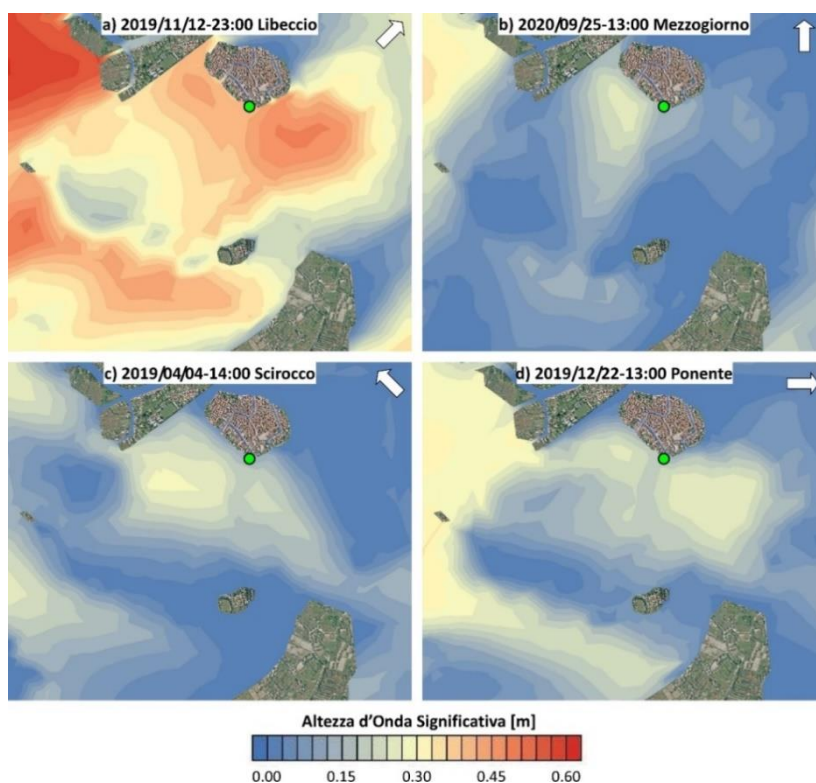 a) 2019/11/12-23:00 Libeccio
b) 2020/09/25-13:00 Mezzogiorno
c) 2019/04/04-14:00 Scirocco
d) 2019/12/22-13:00 Ponente
Altezza d'Onda Significativa [m]
0.00 0.15 0.30 0.45 0.60